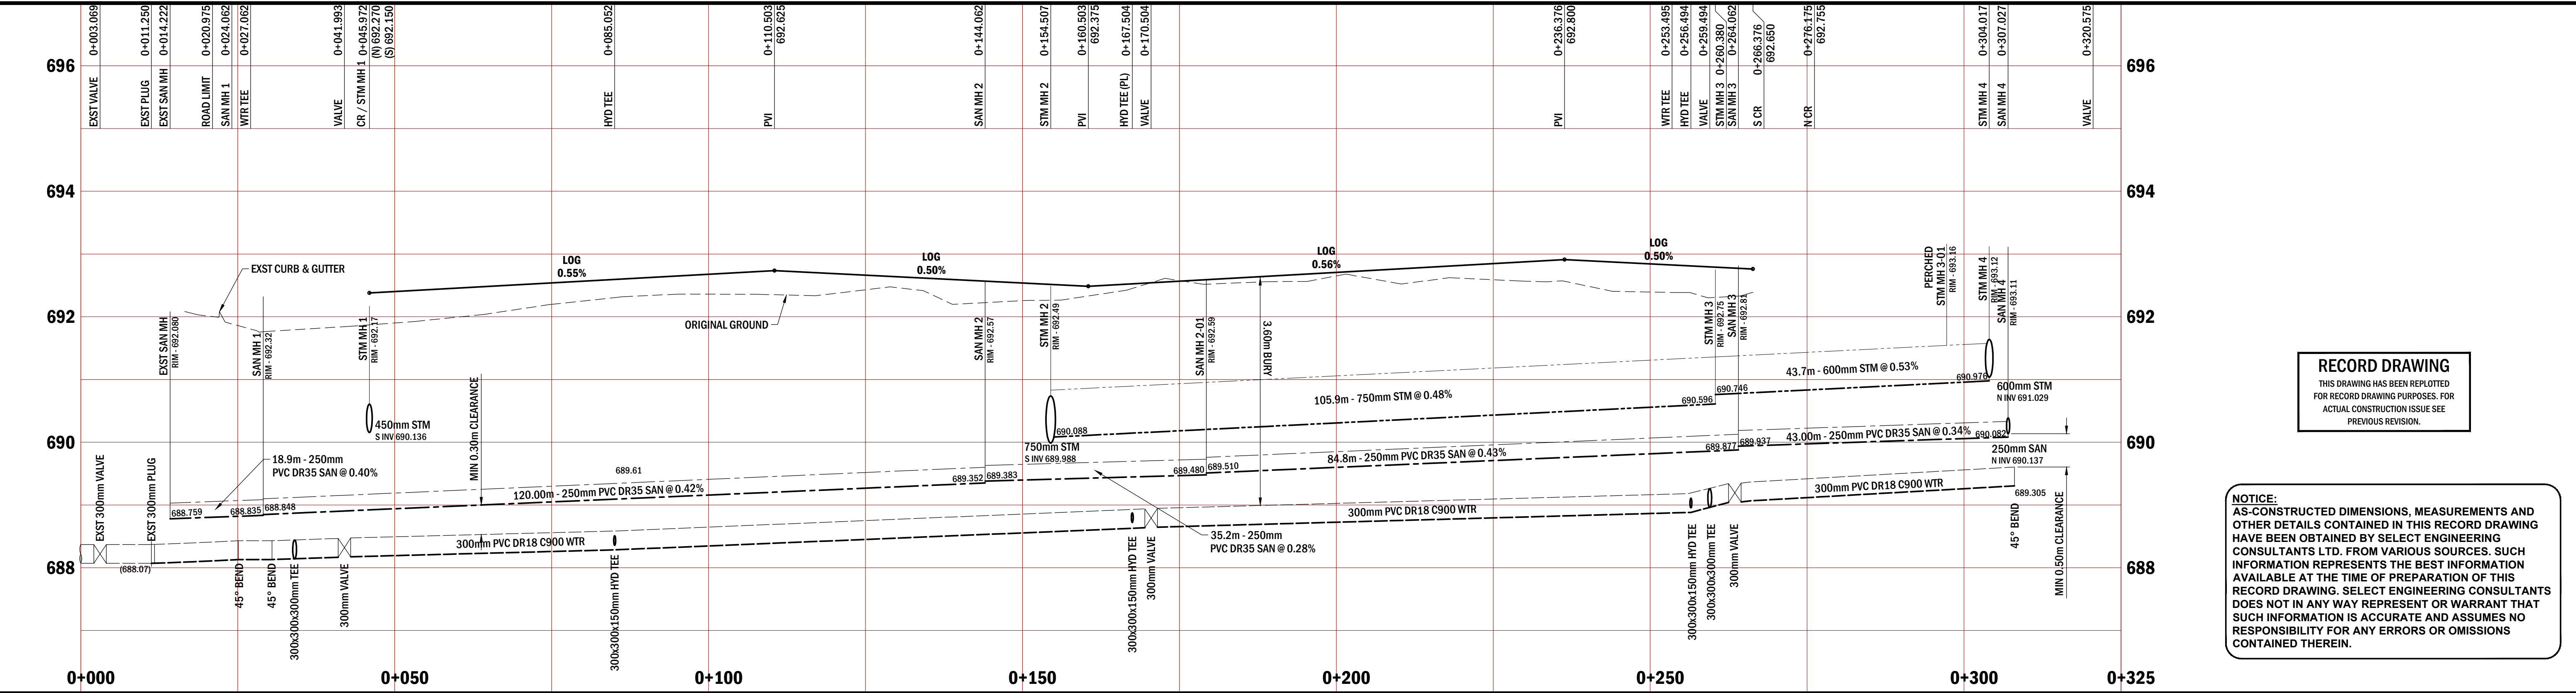 0+003.069
0+011.250
0+014.222
0+020.975
0+024.062
0+027.062
0+041.993
0+045.972
(N) 692.270
(S) 692.150
0+085.052
0+110.503
692.625
0+144.062
0+154.507
0+160.503
692.375
0+167.504
0+170.504
0+236.376
692.800
0+253.495
0+256.494
0+259.494
0+260.380
0+264.062
0+266.376
692.650
0+276.175
692.755
0+304.017
0+307.027
0+320.575
EXST VALVE
EXST PLUG
EXST SAN MH
ROAD LIMIT
SAN MH 1
WTR TEE
VALVE
CR / STM MH 1
HYD TEE
PVI
SAN MH 2
STM MH 2
PVI
HYD TEE (PL)
VALVE
PVI
WTR TEE
HYD TEE
VALVE
STM MH 3
SAN MH 3
S CR
N CR
STM MH 4
SAN MH 4
VALVE
696
696
694
694
692
692
690
690
688
688
EXST CURB & GUTTER
LOG
0.55%
LOG
0.50%
LOG
0.56%
LOG
0.50%
ORIGINAL GROUND
EXST SAN MH
RIM - 692.080
SAN MH 1
RIM - 692.32
STM MH 1
RIM - 692.17
SAN MH 2
RIM - 692.57
STM MH 2
RIM - 692.49
SAN MH 2-01
RIM - 692.59
3.60m BURY
STM MH 3
RIM - 692.75
SAN MH 3
RIM - 692.81
PERCHED
STM MH 3-01
RIM - 693.16
STM MH 4
RIM - 693.12
SAN MH 4
RIM - 693.11
MIN 0.30m CLEARANCE
450mm STM
S INV 690.136
105.9m - 750mm STM @ 0.48%
43.7m - 600mm STM @ 0.53%
690.088
690.596
690.746
690.976
600mm STM
N INV 691.029
750mm STM
S INV 689.988
18.9m - 250mm
PVC DR35 SAN @ 0.40%
689.61
120.00m - 250mm PVC DR35 SAN @ 0.42%
84.8m - 250mm PVC DR35 SAN @ 0.43%
43.00m - 250mm PVC DR35 SAN @ 0.34%
688.759
688.835
688.848
689.352
689.383
689.480
689.510
689.877
689.937
690.082
250mm SAN
N INV 690.137
35.2m - 250mm
PVC DR35 SAN @ 0.28%
EXST 300mm VALVE
EXST 300mm PLUG
(688.07)
300mm PVC DR18 C900 WTR
300mm PVC DR18 C900 WTR
300mm PVC DR18 C900 WTR
689.305
45° BEND
45° BEND
300x300x300mm TEE
300mm VALVE
300x300x150mm HYD TEE
300x300x150mm HYD TEE
300mm VALVE
300x300x150mm HYD TEE
300x300x300mm TEE
300mm VALVE
45° BEND
MIN 0.50m CLEARANCE
0+000
0+050
0+100
0+150
0+200
0+250
0+300
0+325
RECORD DRAWING
THIS DRAWING HAS BEEN REPLOTTED
FOR RECORD DRAWING PURPOSES. FOR
ACTUAL CONSTRUCTION ISSUE SEE
PREVIOUS REVISION.
NOTICE:
AS-CONSTRUCTED DIMENSIONS, MEASUREMENTS AND
OTHER DETAILS CONTAINED IN THIS RECORD DRAWING
HAVE BEEN OBTAINED BY SELECT ENGINEERING
CONSULTANTS LTD. FROM VARIOUS SOURCES. SUCH
INFORMATION REPRESENTS THE BEST INFORMATION
AVAILABLE AT THE TIME OF PREPARATION OF THIS
RECORD DRAWING. SELECT ENGINEERING CONSULTANTS
DOES NOT IN ANY WAY REPRESENT OR WARRANT THAT
SUCH INFORMATION IS ACCURATE AND ASSUMES NO
RESPONSIBILITY FOR ANY ERRORS OR OMISSIONS
CONTAINED THEREIN.